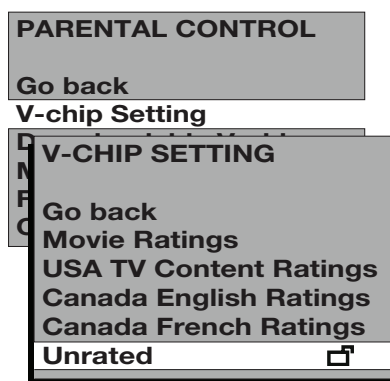 PARENTAL CONTROL
Go back
V-chip Setting
V-CHIP SETTING
Go back
Movie Ratings
USA TV Content Ratings
Canada English Ratings
Canada French Ratings
Unrated